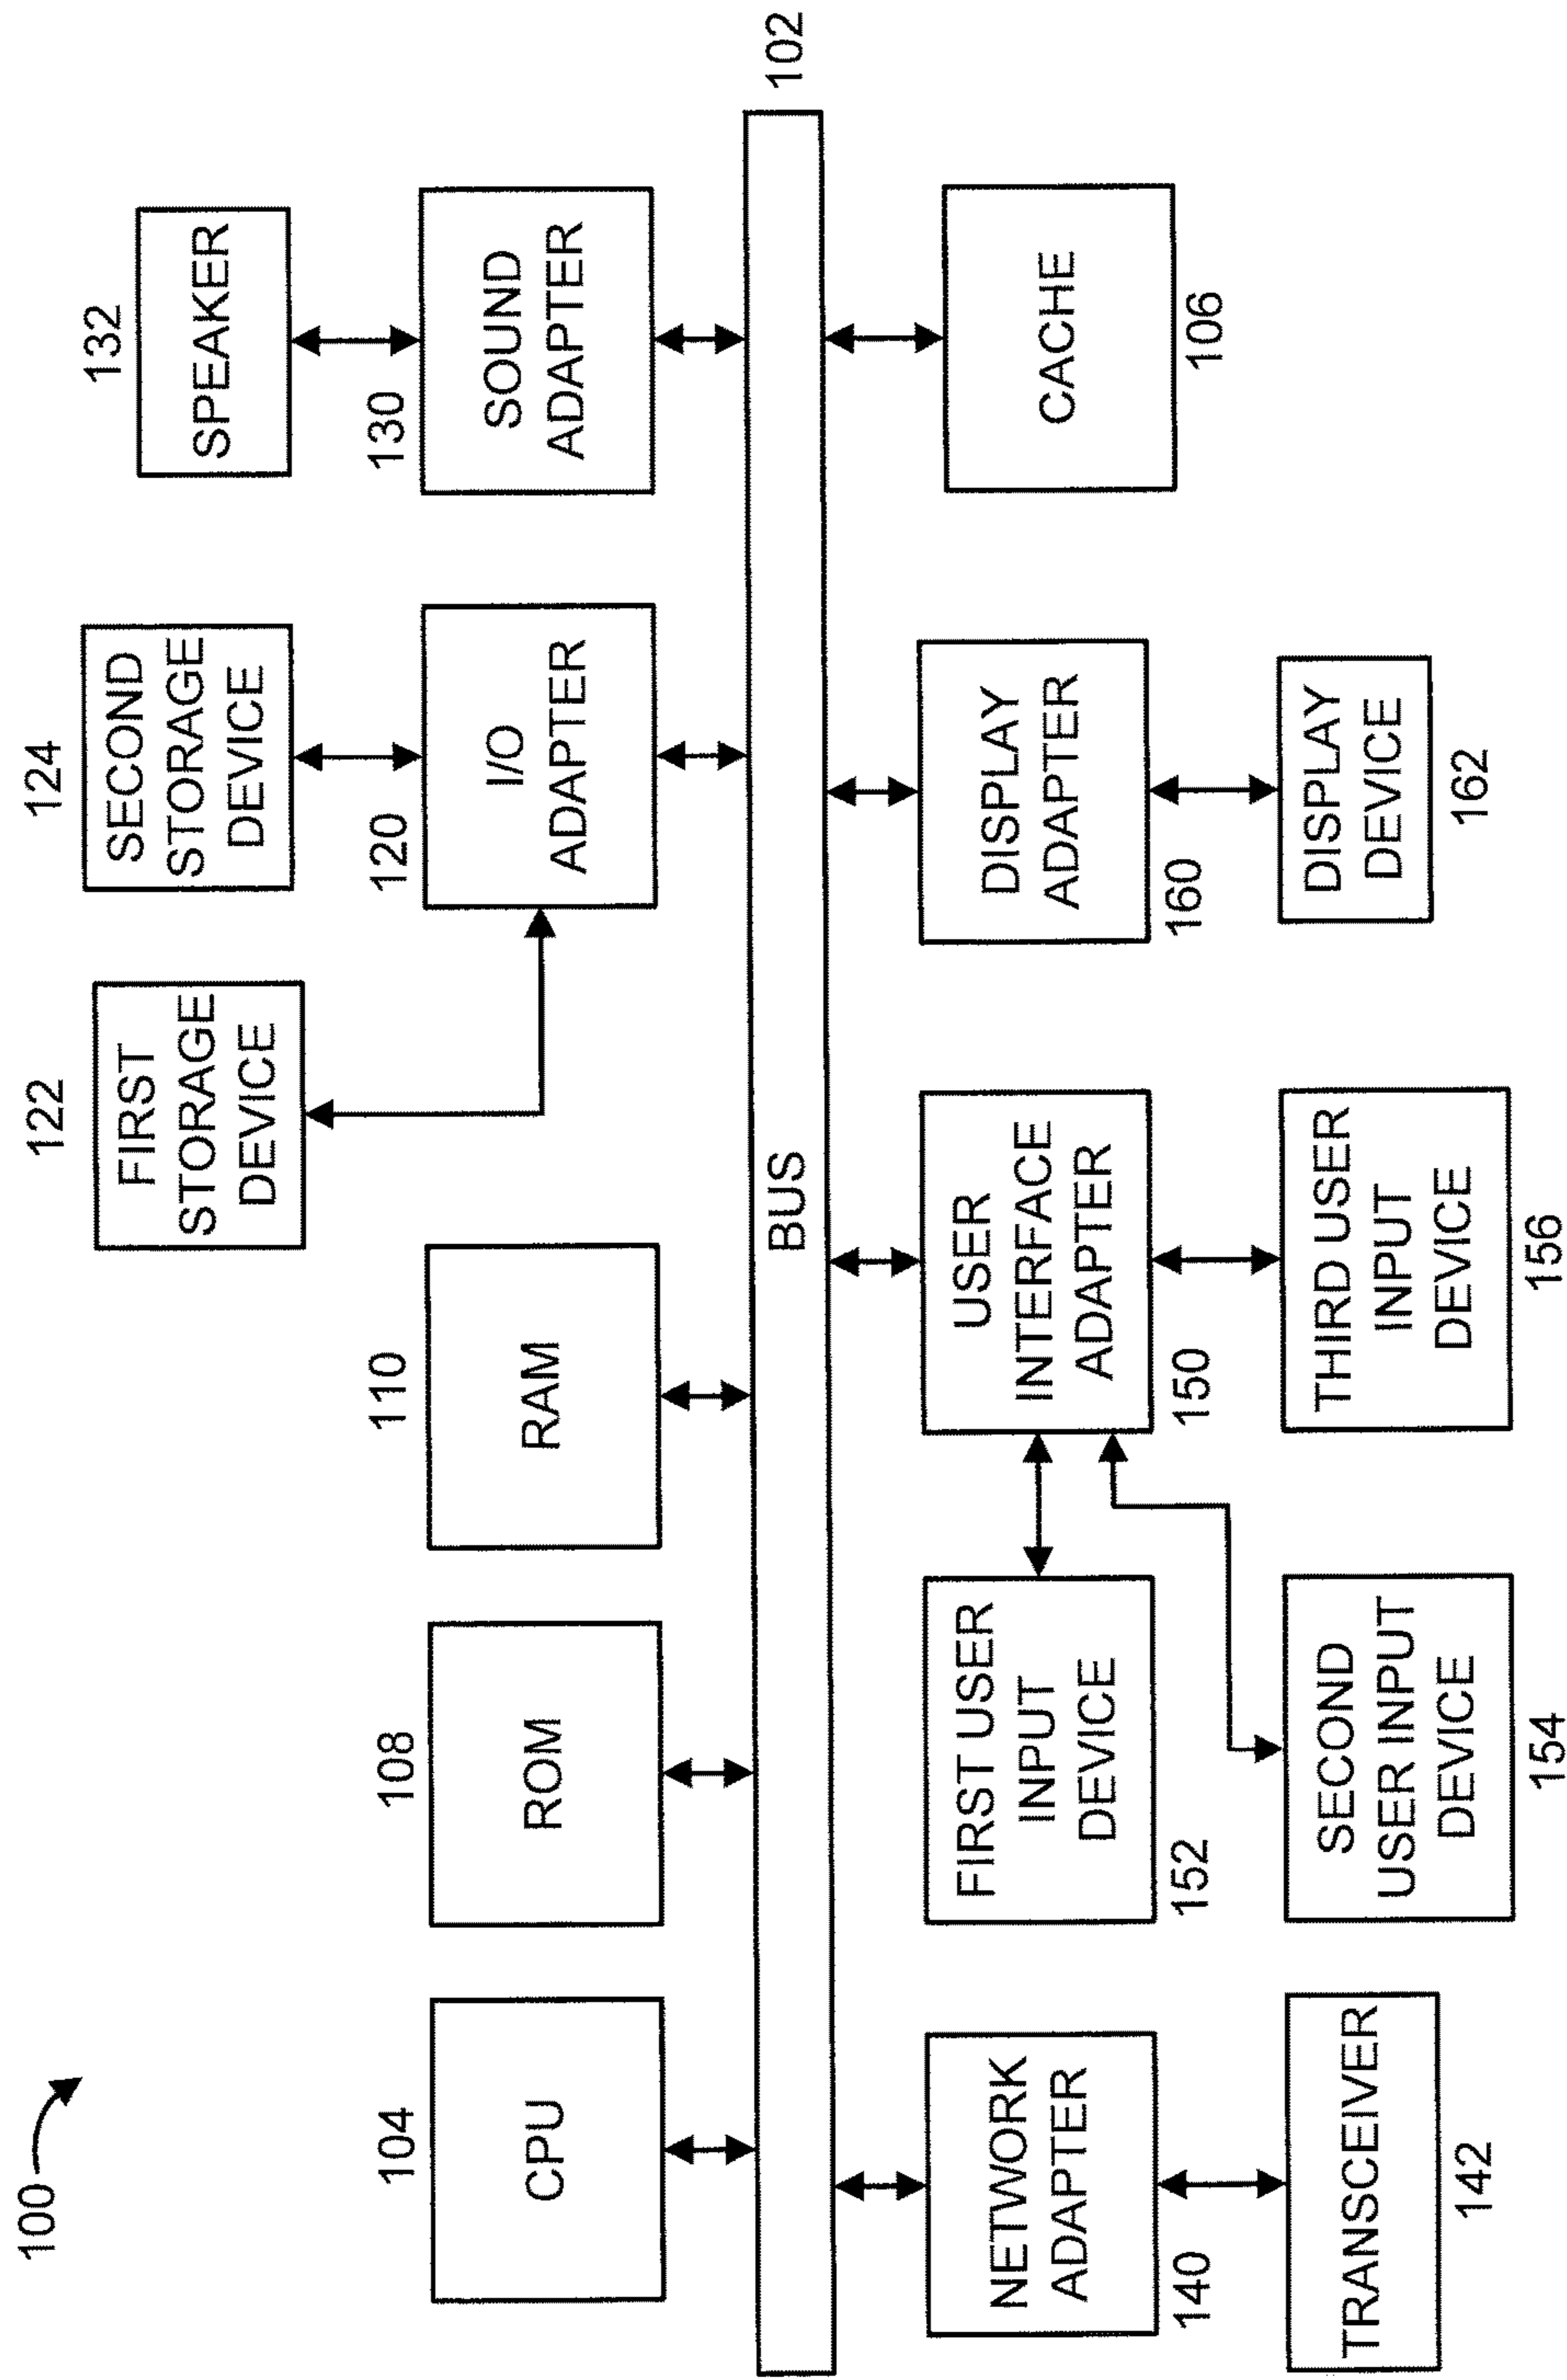 100
122
FIRST
STORAGE
DEVICE
124
SECOND
STORAGE
DEVICE
132
SPEAKER
104
CPU
108
ROM
110
RAM
120
I/O
ADAPTER
130
SOUND
ADAPTER
BUS
102
NETWORK
ADAPTER
140
FIRST USER
INPUT
DEVICE
152
USER
INTERFACE
ADAPTER
150
DISPLAY
ADAPTER
160
CACHE
106
TRANSCEIVER
142
SECOND
USER INPUT
DEVICE
154
THIRD USER
INPUT
DEVICE
156
DISPLAY
DEVICE
162